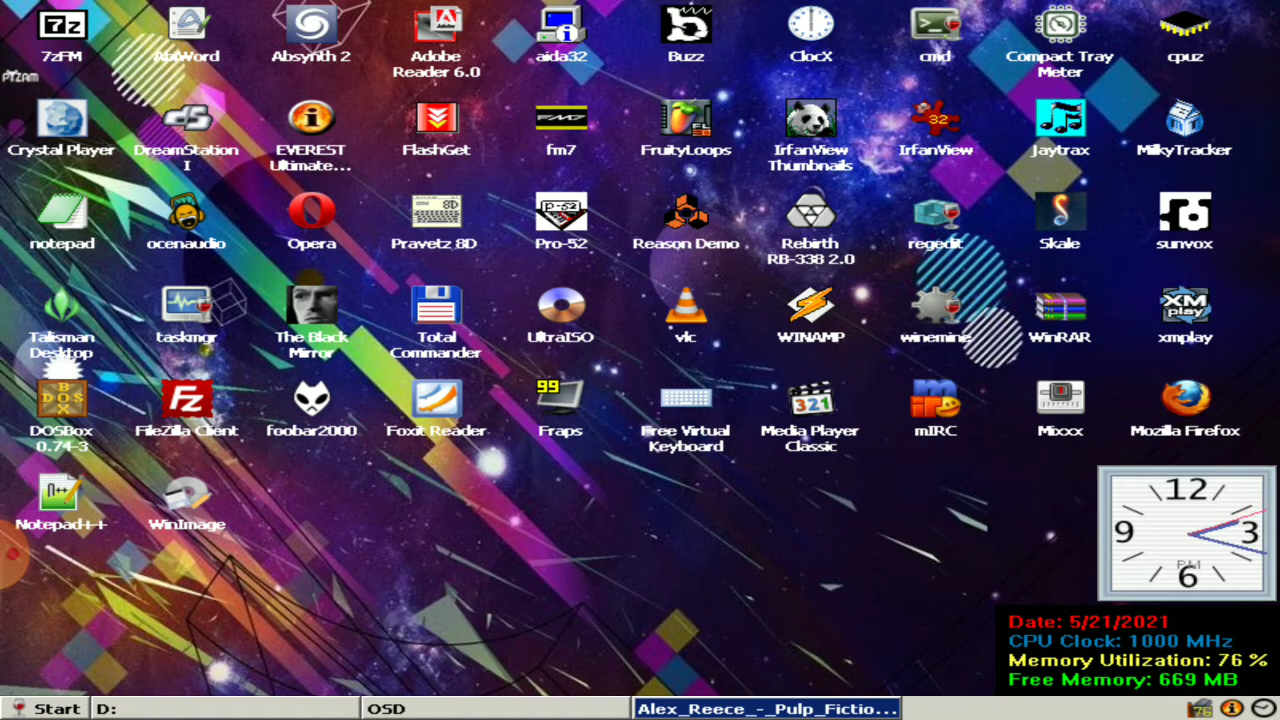 7zFM
AbiWord
Absynth 2
Adobe
Reader 6.0
aida32
Buzz
ClocX
cmd
Compact Tray
Meter
cpuz
Crystal Player
DreamStation
I
EVEREST
Ultimate...
FlashGet
fm7
FruityLoops
IrfanView
Thumbnails
IrfanView
Jaytrax
MilkyTracker
notepad
ocenaudio
Opera
Pravetz 8D
Pro-52
Reason Demo
Rebirth
RB-338 2.0
regedit
Skale
sunvox
Talisman
Desktop
taskmgr
The Black
Mirror
Total
Commander
UltraISO
vlc
WINAMP
winemine
WinRAR
xmplay
DOSBox
0.74-3
FileZilla Client
foobar2000
Foxit Reader
Fraps
Free Virtual
Keyboard
Media Player
Classic
mIRC
Mixxx
Mozilla Firefox
Notepad++
WinImage
12
9
3
PM
6
Date: 5/21/2021
CPU Clock: 1000 MHz
Memory Utilization: 76 %
Free Memory: 669 MB
Start
D:
OSD
Alex_Reece_-_Pulp_Fictio...
76